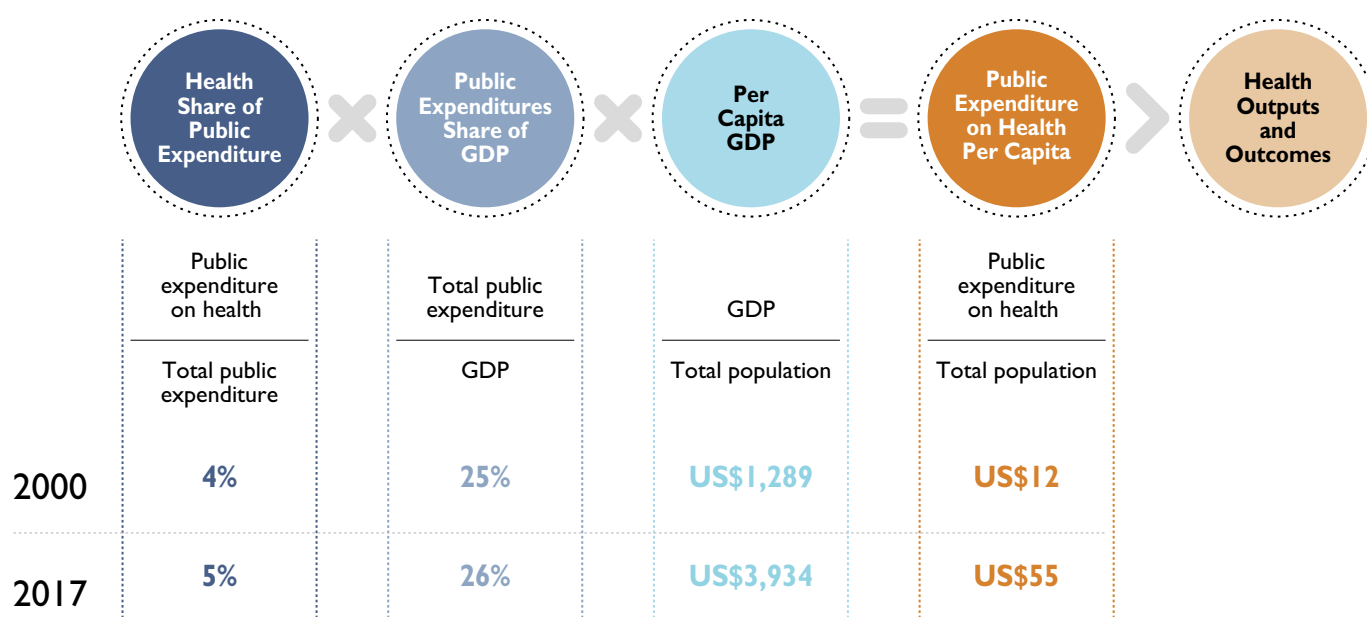 Health
Share of
Public
Expenditure
Public
Expenditures
Share of
GDP
Per
Capita
GDP
Public
Expenditure
on Health
Per Capita
Health
Outputs
and
Outcomes
Public
expenditure
on health
Total public
expenditure
Total public
expenditure
GDP
GDP
Total population
Public
expenditure
on health
Total population
2000
4%
25%
US$1,289
US$12
2017
5%
26%
US$3,934
US$55